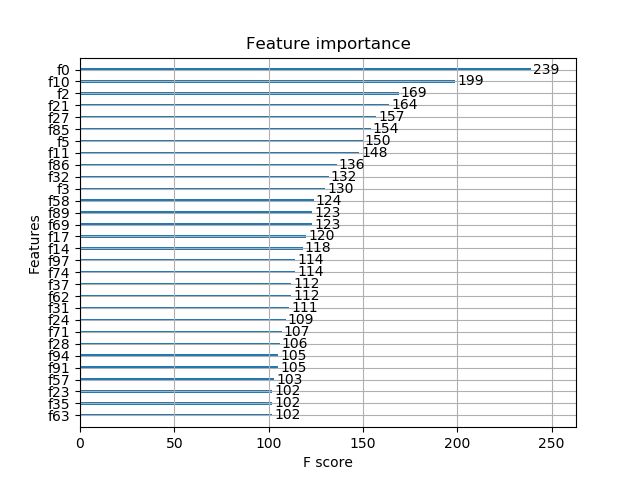 Feature importance
f0 239
f10 199
f2 169
f21 164
f27 157
f85 154
f5 150
f11 148
f86 136
f32 132
f3 130
f58 124
f89 123
f69 123
f17 120
f14 118
f97 114
f74 114
f37 112
f62 112
f31 111
f24 109
f71 107
f28 106
f94 105
f91 105
f57 103
f23 102
f35 102
f63 102
Features
0 50 100 150 200 250
F score